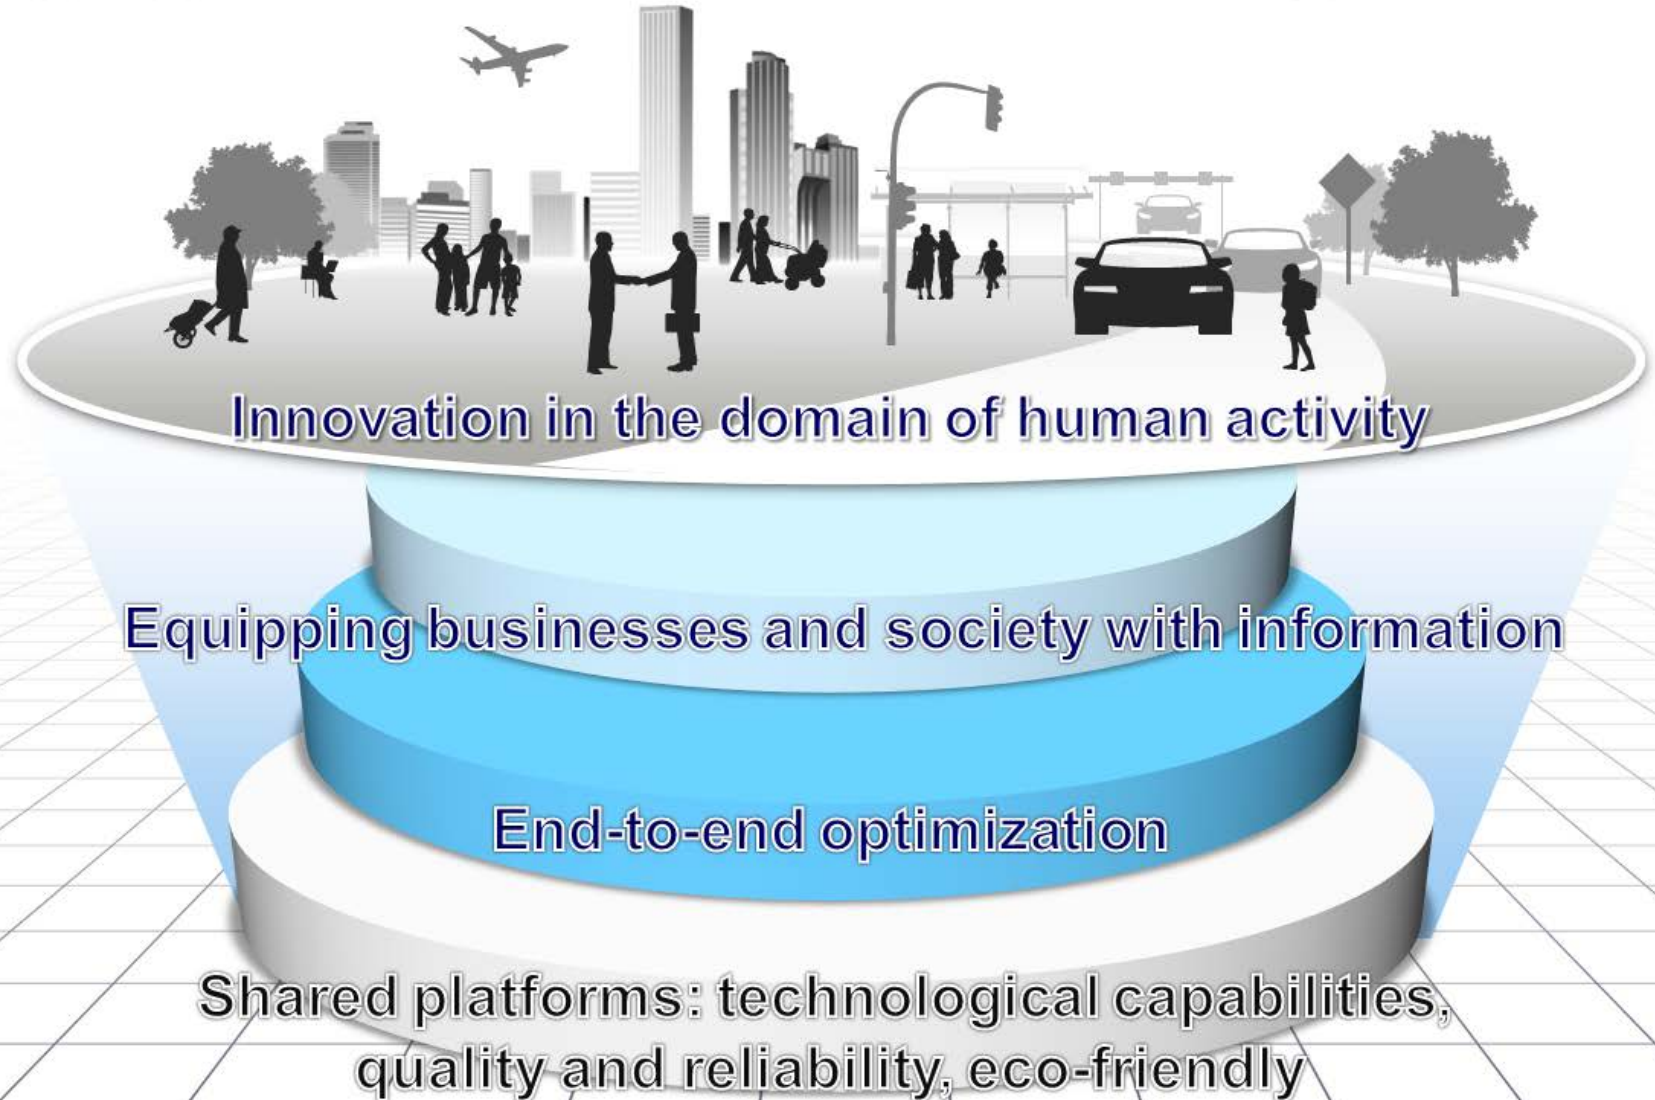 Innovation in the domain of human activity
Equipping businesses and society with information
End-to-end optimization
Shared platforms: technological capabilities,
quality and reliability, eco-friendly